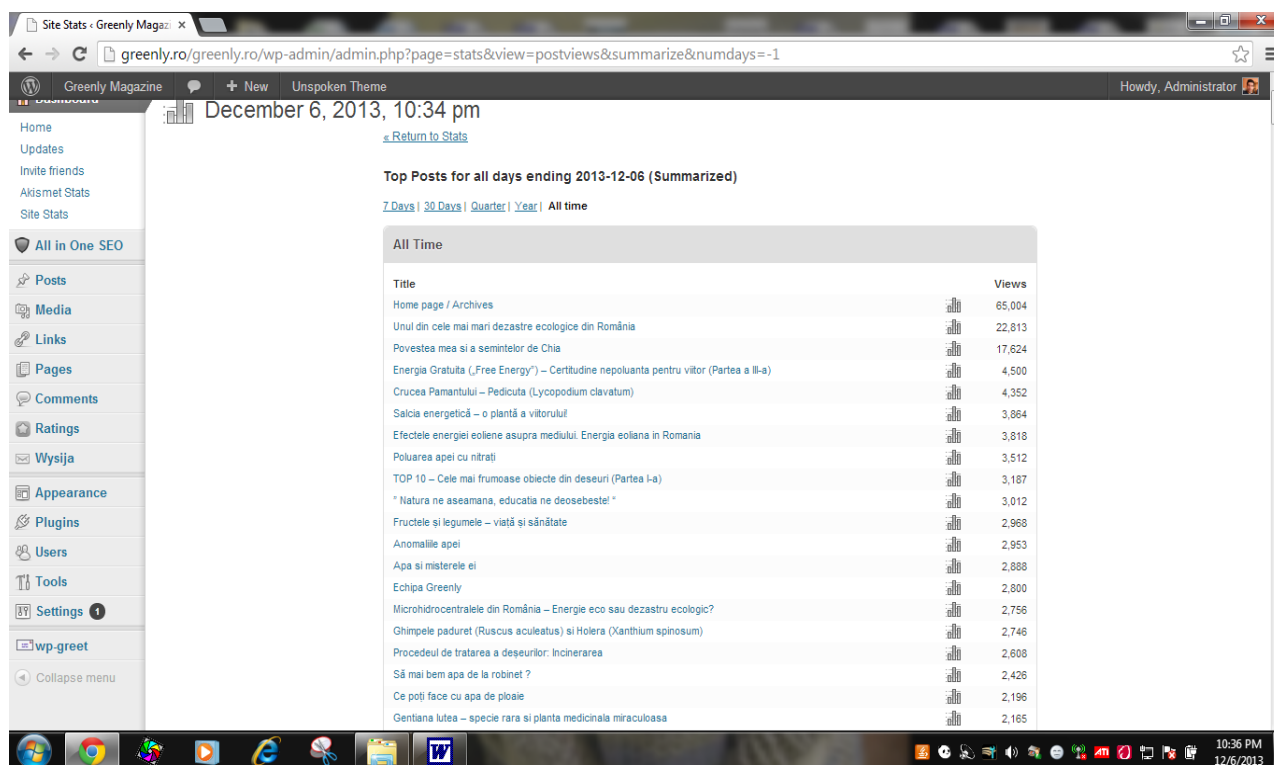 Site Stats ‹ Greenly Magazi
greenly.ro/greenly.ro/wp-admin/admin.php?page=stats&view=postviews&summarize&numdays=-1
Greenly Magazine + New Unspoken Theme Howdy, Administrator
Dashboard
December 6, 2013, 10:34 pm
Home
Updates
Invite friends
Akismet Stats
Site Stats
All in One SEO
Posts
Media
Links
Pages
Comments
Ratings
Wysija
Appearance
Plugins
Users
Tools
Settings 1
wp-greet
Collapse menu
« Return to Stats
Top Posts for all days ending 2013-12-06 (Summarized)
7 Days | 30 Days | Quarter | Year | All time
All Time
Title Views
Home page / Archives 65,004
Unul din cele mai mari dezastre ecologice din România 22,813
Povestea mea si a semintelor de Chia 17,624
Energia Gratuita („Free Energy") – Certitudine nepoluanta pentru viitor (Partea a III-a) 4,500
Crucea Pamantului – Pedicuta (Lycopodium clavatum) 4,352
Salcia energetică – o plantă a viitorului! 3,864
Efectele energiei eoliene asupra mediului. Energia eoliana in Romania 3,818
Poluarea apei cu nitrați 3,512
TOP 10 – Cele mai frumoase obiecte din deseuri (Partea I-a) 3,187
" Natura ne aseamana, educatia ne deosebeste! " 3,012
Fructele și legumele – viață și sănătate 2,968
Anomaliile apei 2,953
Apa si misterele ei 2,888
Echipa Greenly 2,800
Microhidrocentralele din România – Energie eco sau dezastru ecologic? 2,756
Ghimpele paduret (Ruscus aculeatus) si Holera (Xanthium spinosum) 2,746
Procedeul de tratarea a deșeurilor: Incinerarea 2,608
Să mai bem apa de la robinet ? 2,426
Ce poți face cu apa de ploaie 2,196
Gentiana lutea – specie rara si planta medicinala miraculoasa 2,165
10:36 PM
12/6/2013